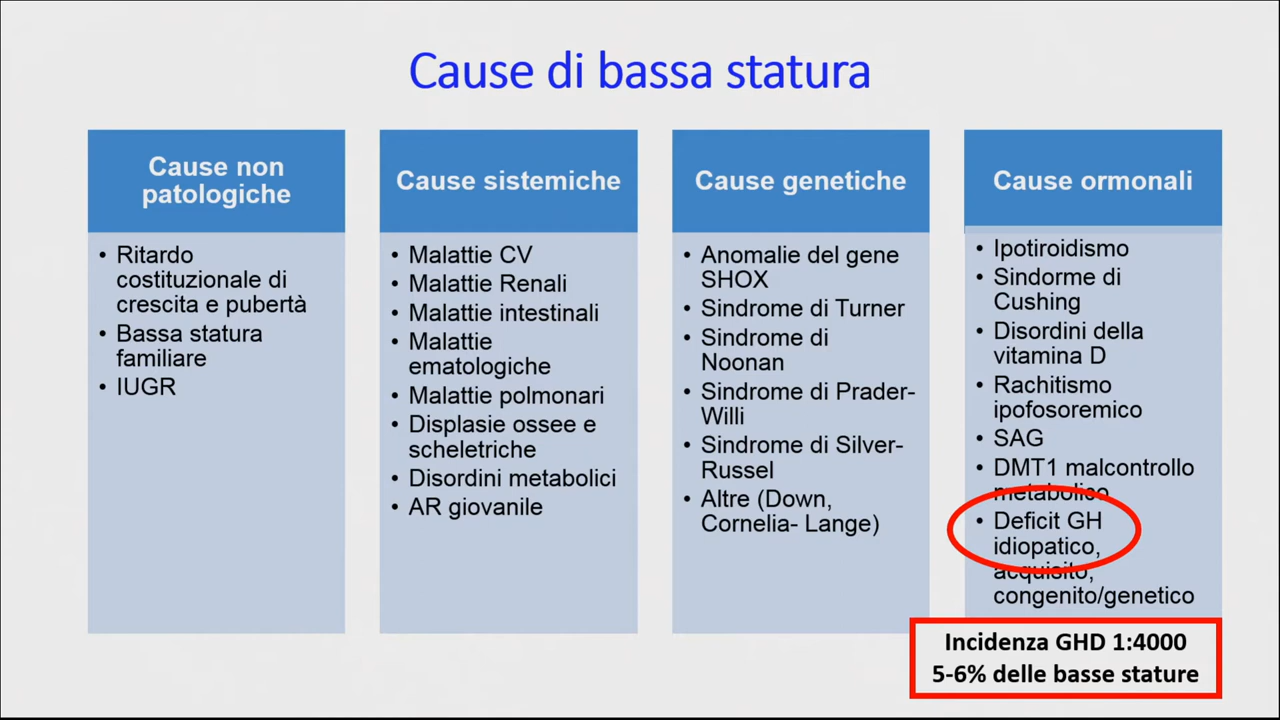 Cause di bassa statura
Cause non
patologiche
• Ritardo
costituzionale di
crescita e pubertà
• Bassa statura
familiare
• IUGR
Cause sistemiche
• Malattie CV
• Malattie Renali
• Malattie intestinali
• Malattie
ematologiche
• Malattie polmonari
• Displasie ossee e
scheletriche
• Disordini metabolici
• AR giovanile
Cause genetiche
• Anomalie del gene
SHOX
• Sindrome di Turner
• Sindrome di
Noonan
• Sindrome di Prader-
Willi
• Sindrome di Silver-
Russel
• Altre (Down,
Cornelia- Lange)
Cause ormonali
• Ipotiroidismo
• Sindorme di
Cushing
• Disordini della
vitamina D
• Rachitismo
ipofosoremico
• SAG
• DMT1 malcontrollo
metabolico
• Deficit GH
idiopatico,
acquisito,
congenito/genetico
Incidenza GHD 1:4000
5-6% delle basse stature